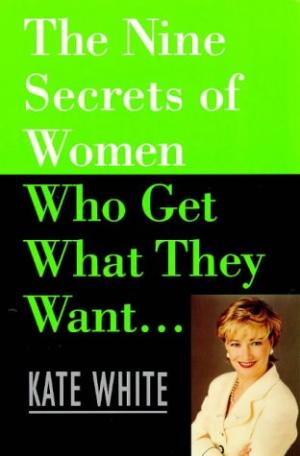 The Nine
Secrets of
Women
Who Get
What They
Want...
KATE WHITE